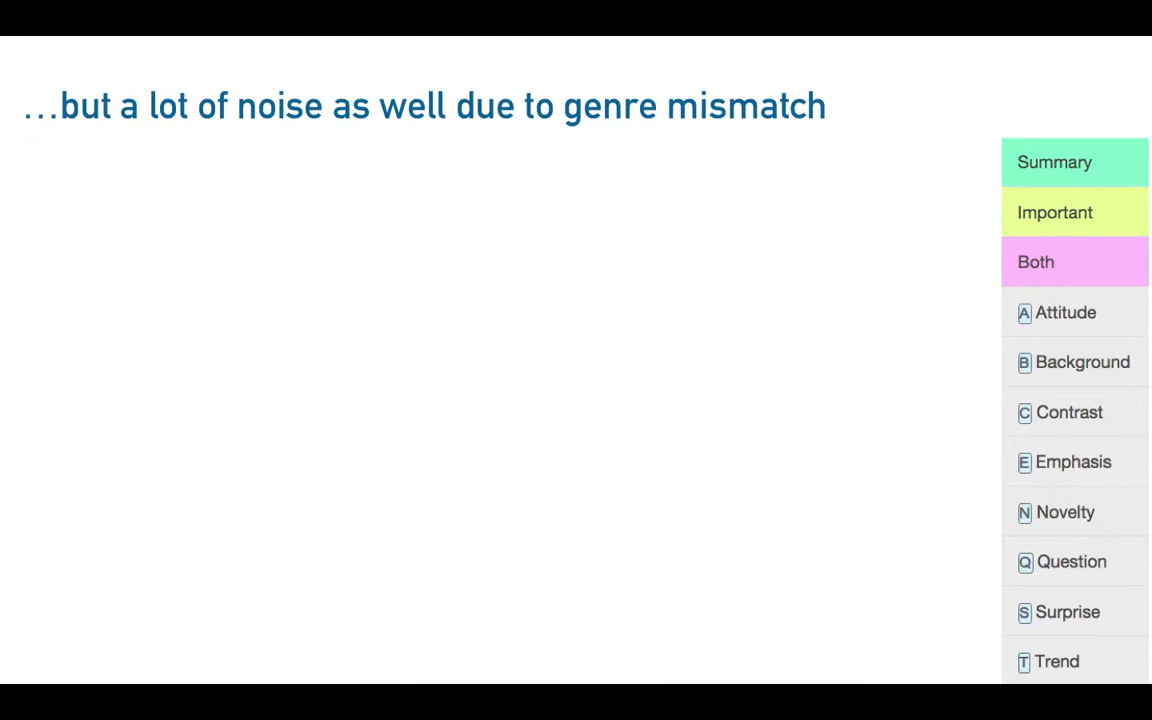 …but a lot of noise as well due to genre mismatch
Summary
Important
Both
A Attitude
B Background
C Contrast
E Emphasis
N Novelty
Q Question
S Surprise
T Trend